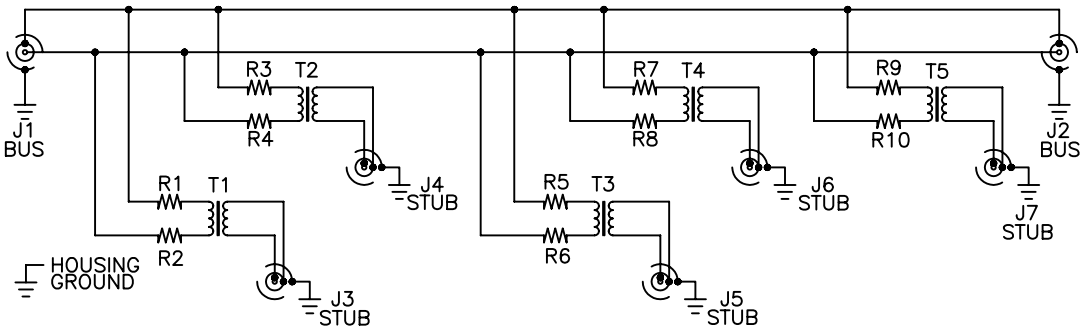 R3
T2
R4
R7
T4
R8
R9
T5
R10
J1
BUS
J2
BUS
R1
T1
R2
J4
STUB
R5
T3
R6
J6
STUB
J7
STUB
HOUSING
GROUND
J3
STUB
J5
STUB